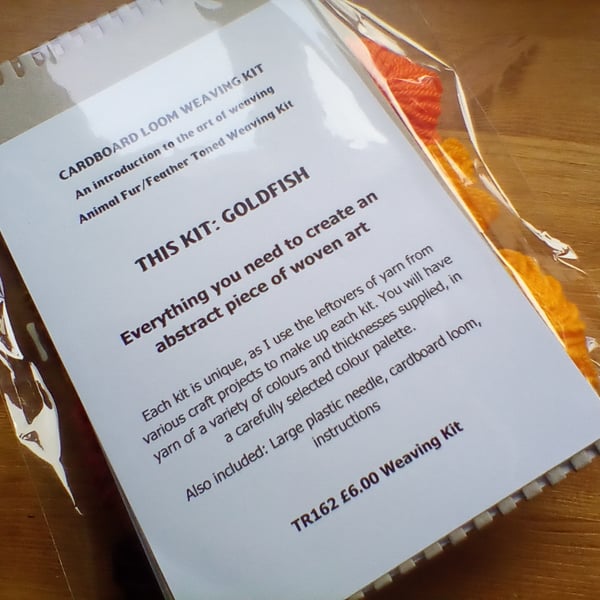 CARDBOARD LOOM WEAVING KIT
An introduction to the art of weaving
Animal Fur/Feather Toned Weaving Kit
THIS KIT: GOLDFISH
Everything you need to create an
abstract piece of woven art
Each kit is unique, as I use the leftovers of yarn from
various craft projects to make up each kit. You will have
yarn of a variety of colours and thicknesses supplied, in
a carefully selected colour palette.
Also included: Large plastic needle, cardboard loom,
instructions
TR162 £6.00 Weaving Kit